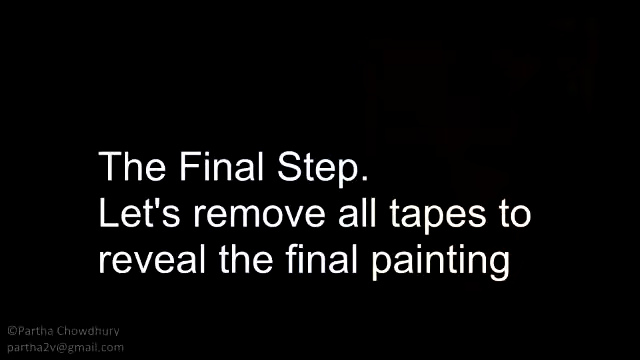 The Final Step.
Let's remove all tapes to
reveal the final painting
©Partha Chowdhury
partha2v@gmail.com